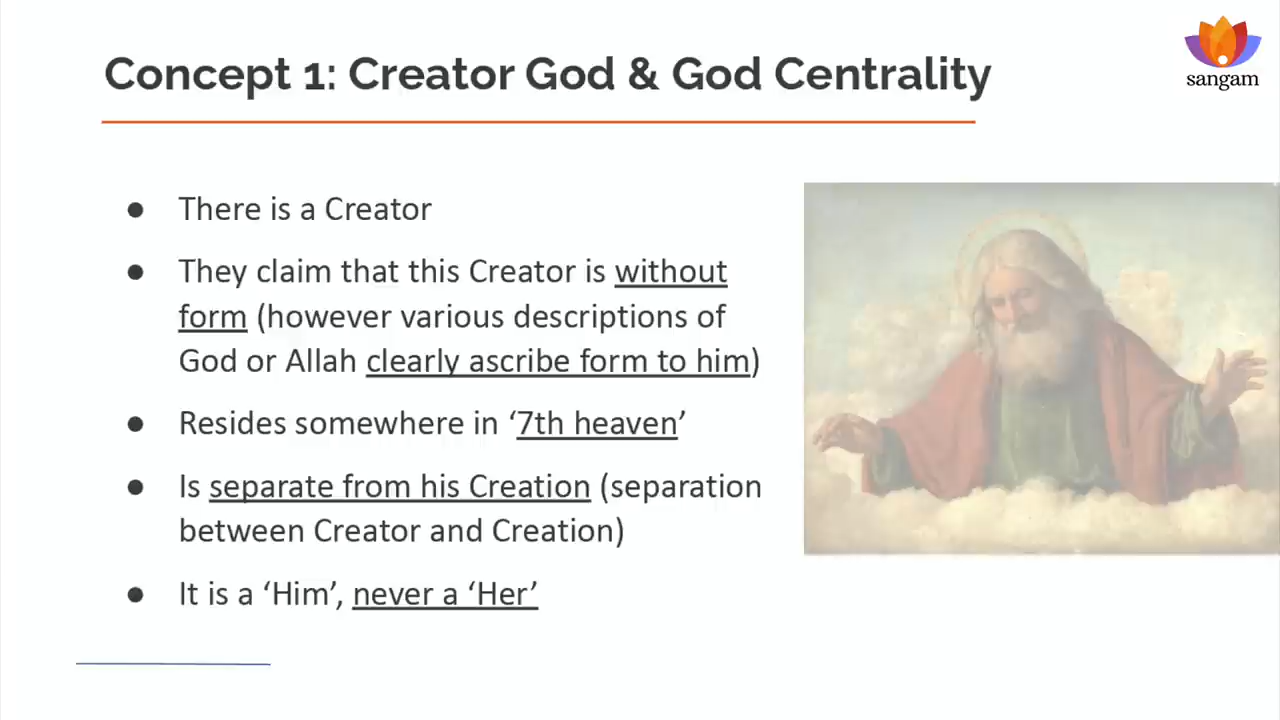 Concept 1: Creator God & God Centrality
sangam
● There is a Creator
● They claim that this Creator is without
form (however various descriptions of
God or Allah clearly ascribe form to him)
● Resides somewhere in ‘7th heaven’
● Is separate from his Creation (separation
between Creator and Creation)
● It is a ‘Him’, never a ‘Her’